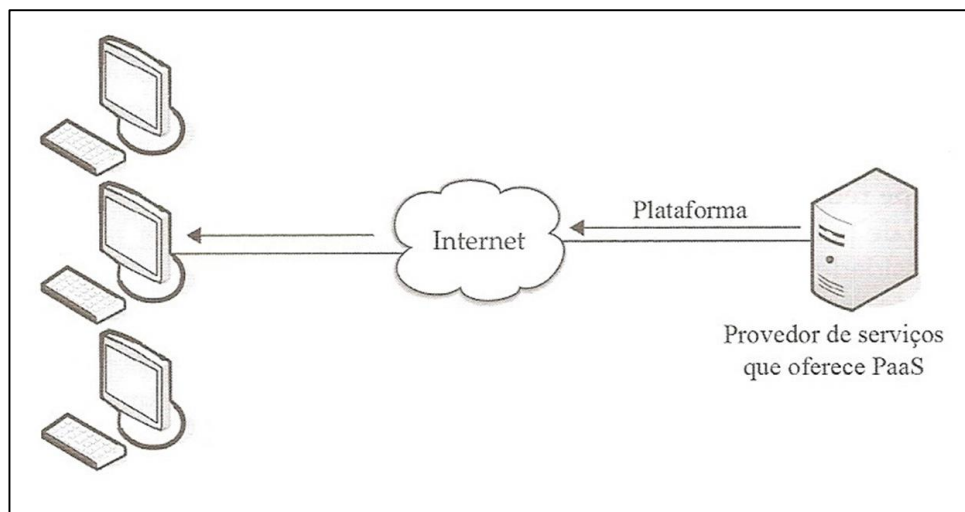 Internet
Plataforma
Provedor de serviços
que oferece PaaS